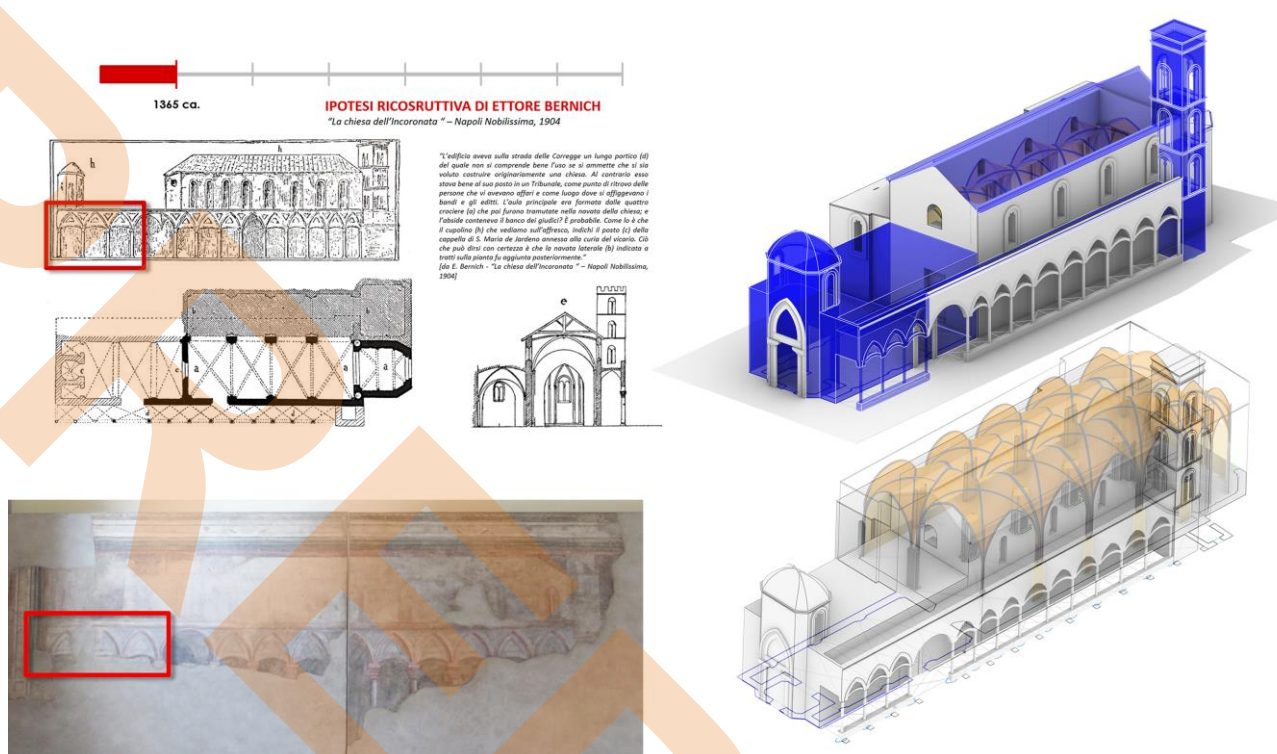 1365 ca.
IPOTESI RICOSRUTTIVA DI ETTORE BERNICH
"La chiesa dell'Incoronata " – Napoli Nobilissima, 1904
"L'edificio aveva sulla strada delle Corregge un lungo portico (d)
del quale non si comprende bene l'uso se si ammette che si sia
voluto costruire originariamente una chiesa. Al contrario esso
stava bene al suo posto in un Tribunale, come punto di ritrovo delle
persone che vi avevano affari e come luogo dove si affiggevano i
bandi e gli editti. L'aula principale era formata dalle quattro
crociere (a) che poi furono tramutate nella navata della chiesa; e
l'abside conteneva il banco dei giudici? È probabile. Come lo è che
il cupolino (h) che vediamo sull'affresco, indichi il posto (c) della
cappella di S. Maria de Jardeno annessa alla curia del vicario. Ciò
che può dirsi con certezza è che la navata laterale (b) indicata a
tratti sulla pianta fu aggiunta posteriormente."
[da E. Bernich - "La chiesa dell'Incoronata " – Napoli Nobilissima,
1904]
h
h
e
b
b
c
e
a
a
a
d